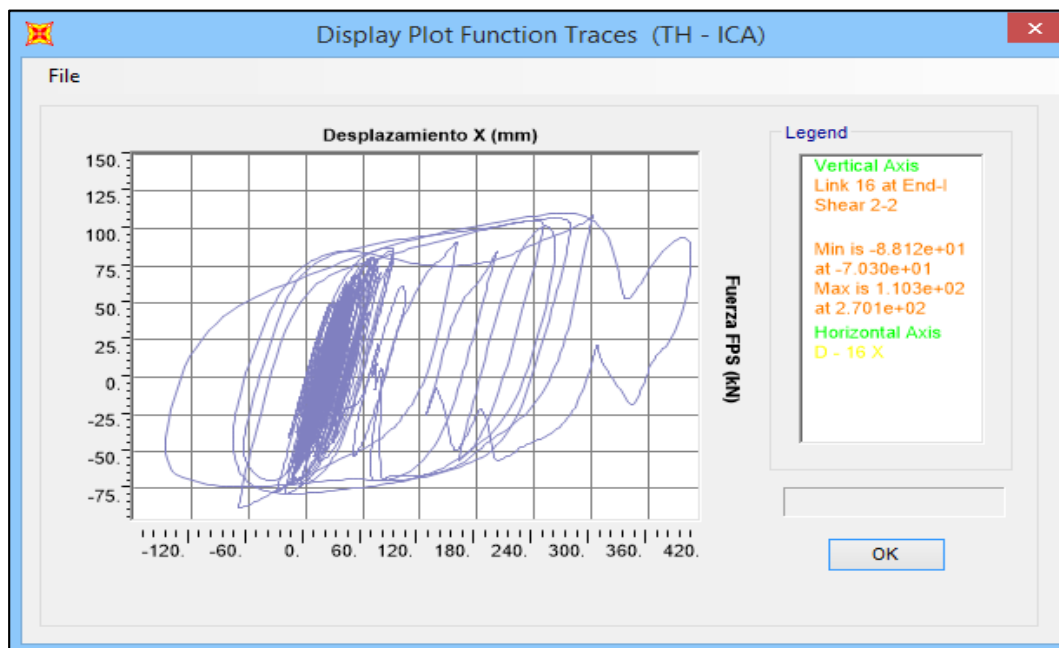 Display Plot Function Traces (TH - ICA)
File
Desplazamiento X (mm)
150.
125.
100.
75.
50.
25.
0.
-25.
-50.
-75.
-120.
-60.
0.
60.
120.
180.
240.
300.
360.
420.
Fuerza FPS (kN)
Legend
Vertical Axis
Link 16 at End-I
Shear 2-2
Min is -8.812e+01
at -7.030e+01
Max is 1.103e+02
at 2.701e+02
Horizontal Axis
D - 16 X
OK